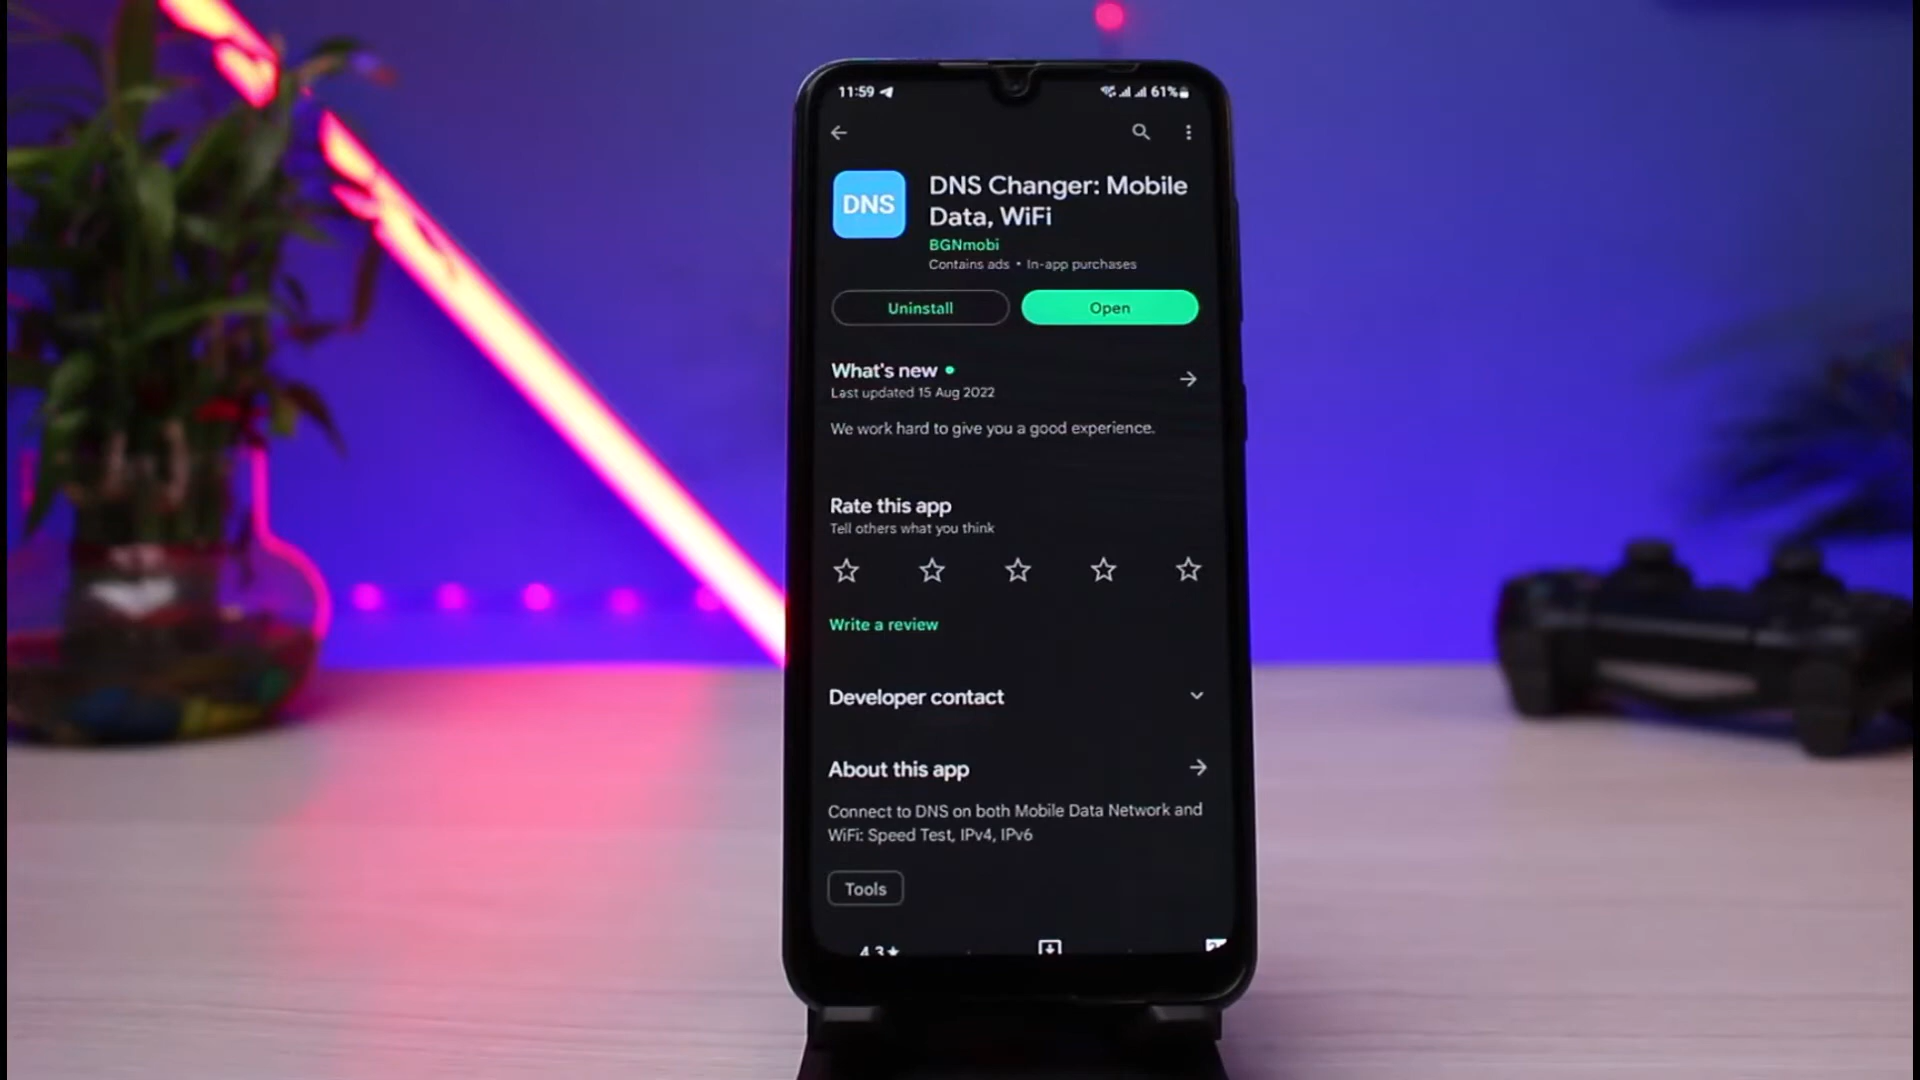 11:59
61%
DNS
DNS Changer: Mobile
Data, WiFi
BGNmobi
Contains ads • In-app purchases
Uninstall
Open
What's new •
Last updated 15 Aug 2022
We work hard to give you a good experience.
Rate this app
Tell others what you think
Write a review
Developer contact
About this app
Connect to DNS on both Mobile Data Network and
WiFi: Speed Test, IPv4, IPv6
Tools
4.3★